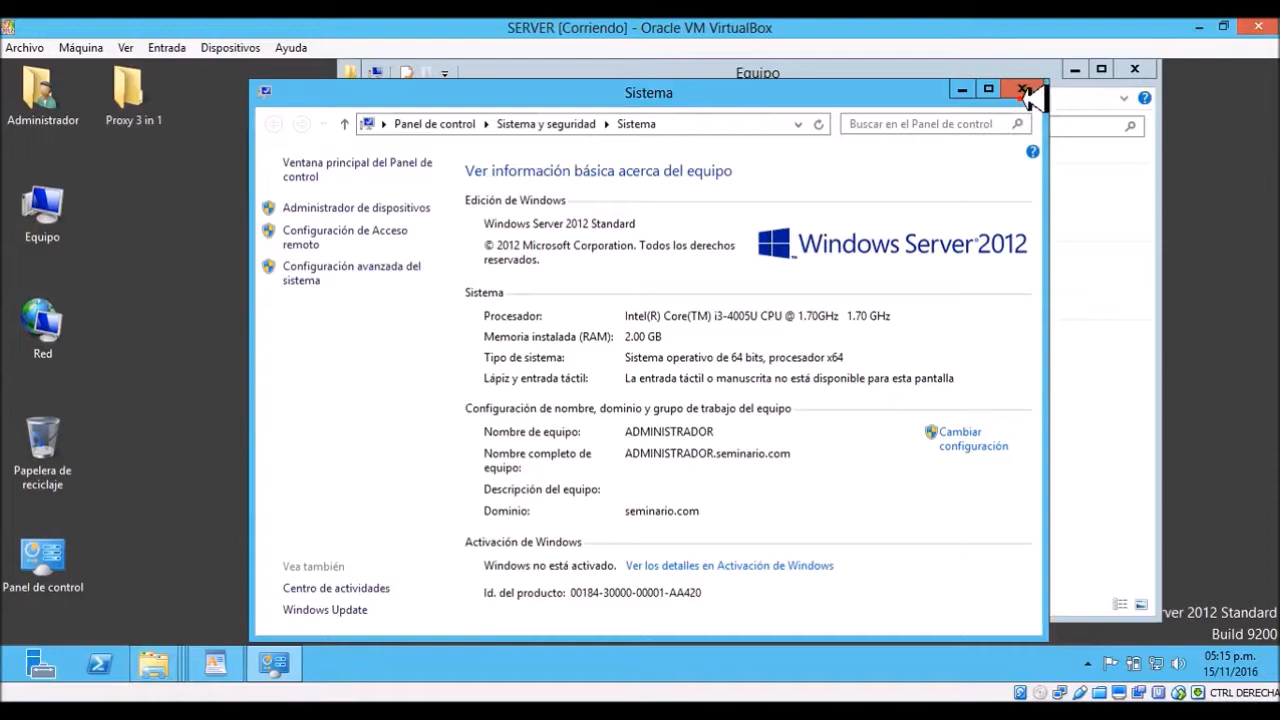 SERVER [Corriendo] - Oracle VM VirtualBox
Archivo Máquina Ver Entrada Dispositivos Ayuda
Equipo
Sistema
Administrador
Proxy 3 in 1
Equipo
Red
Papelera de
reciclaje
Panel de control
Panel de control Sistema y seguridad Sistema
Buscar en el Panel de control
Ventana principal del Panel de
control
Administrador de dispositivos
Configuración de Acceso
remoto
Configuración avanzada del
sistema
Vea también
Centro de actividades
Windows Update
Ver información básica acerca del equipo
Edición de Windows
Windows Server 2012 Standard
© 2012 Microsoft Corporation. Todos los derechos
reservados.
Windows Server®2012
Sistema
Procesador: Intel(R) Core(TM) i3-4005U CPU @ 1.70GHz 1.70 GHz
Memoria instalada (RAM): 2.00 GB
Tipo de sistema: Sistema operativo de 64 bits, procesador x64
Lápiz y entrada táctil: La entrada táctil o manuscrita no está disponible para esta pantalla
Configuración de nombre, dominio y grupo de trabajo del equipo
Nombre de equipo: ADMINISTRADOR
Cambiar
configuración
Nombre completo de
equipo:
ADMINISTRADOR.seminario.com
Descripción del equipo:
Dominio: seminario.com
Activación de Windows
Windows no está activado. Ver los detalles en Activación de Windows
Id. del producto: 00184-30000-00001-AA420
ver 2012 Standard
Build 9200
05:15 p.m.
15/11/2016
CTRL DERECHA